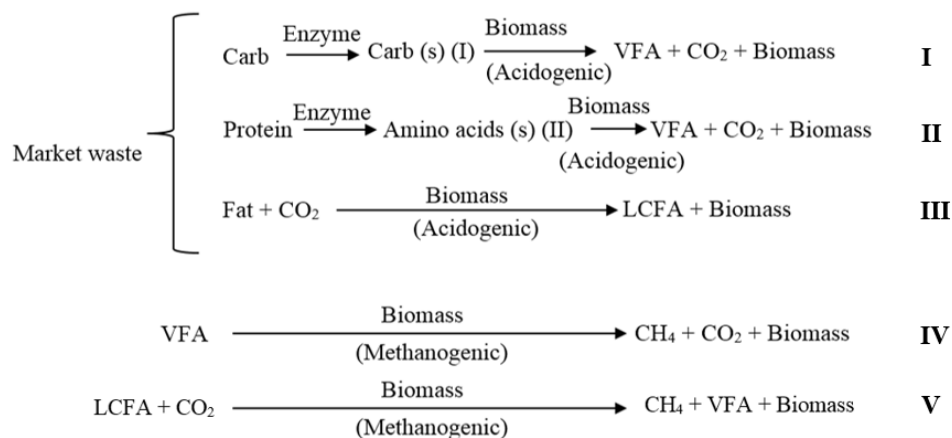 Carb Enzyme Carb (s) (I) Biomass (Acidogenic) VFA + CO₂ + Biomass I
Market waste
Protein Enzyme Amino acids (s) (II) Biomass (Acidogenic) VFA + CO₂ + Biomass II
Fat + CO₂ Biomass (Acidogenic) LCFA + Biomass III
VFA Biomass (Methanogenic) CH₄ + CO₂ + Biomass IV
LCFA + CO₂ Biomass (Methanogenic) CH₄ + VFA + Biomass V